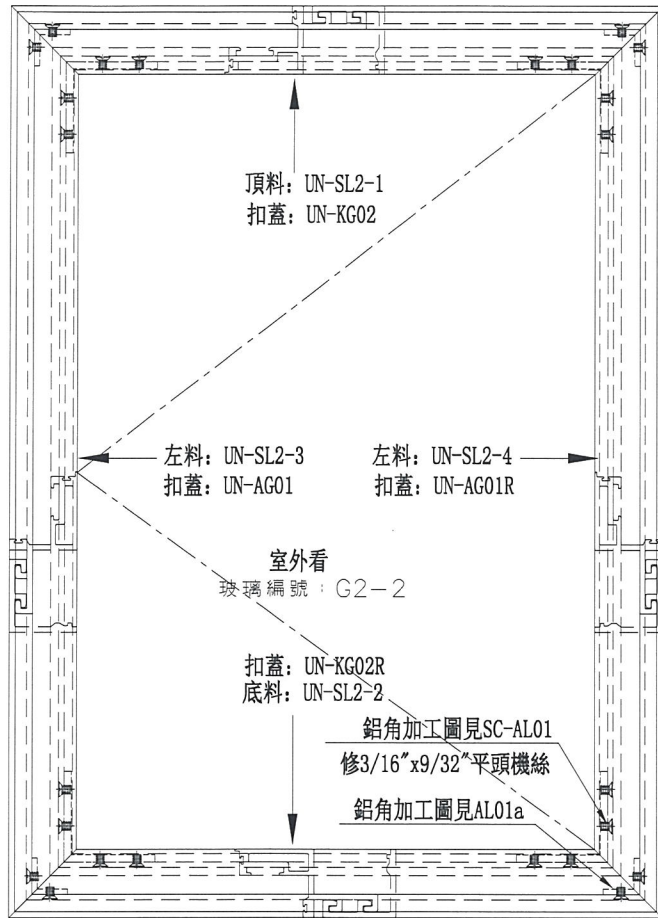 頂料: UN-SL2-1
扣蓋: UN-KG02
左料: UN-SL2-3
扣蓋: UN-AG01
左料: UN-SL2-4
扣蓋: UN-AG01R
室外看
玻璃編號：G2-2
扣蓋: UN-KG02R
底料: UN-SL2-2
鋁角加工圖見SC-AL01
修3/16"x9/32"平頭機絲
鋁角加工圖見AL01a